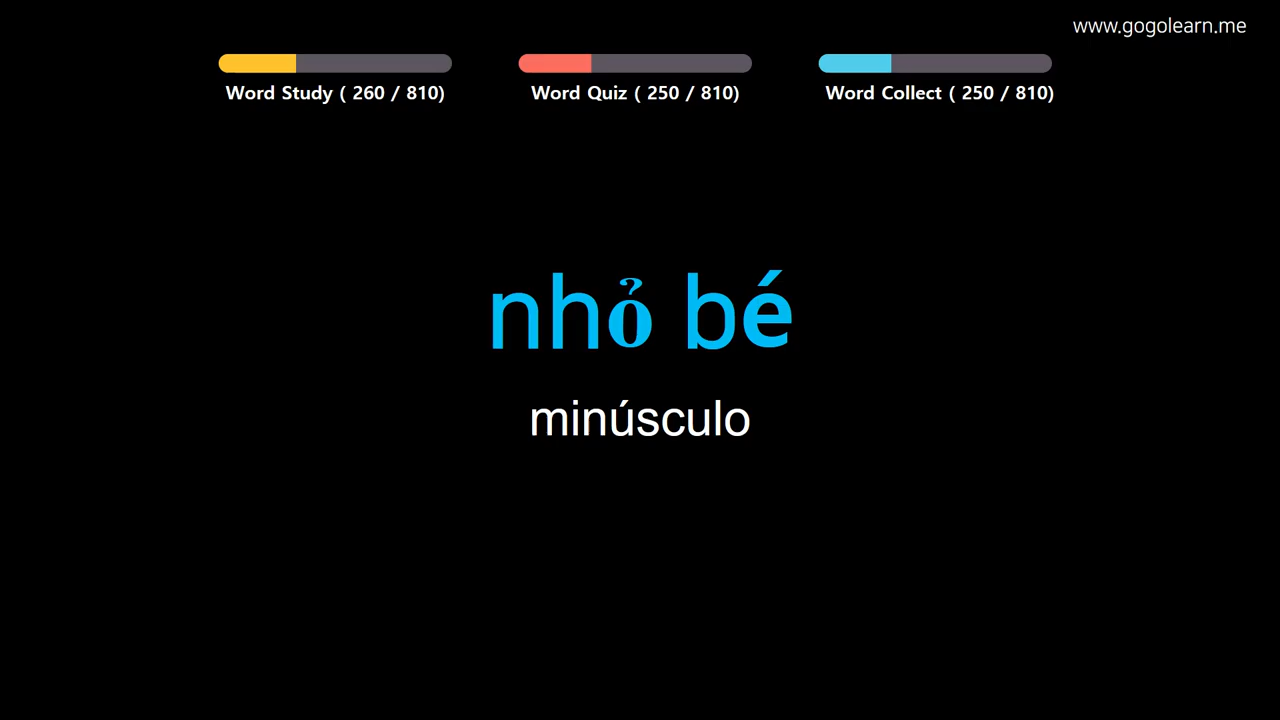 www.gogolearn.me
Word Study ( 260 / 810)
Word Quiz ( 250 / 810)
Word Collect ( 250 / 810)
nhỏ bé
minúsculo